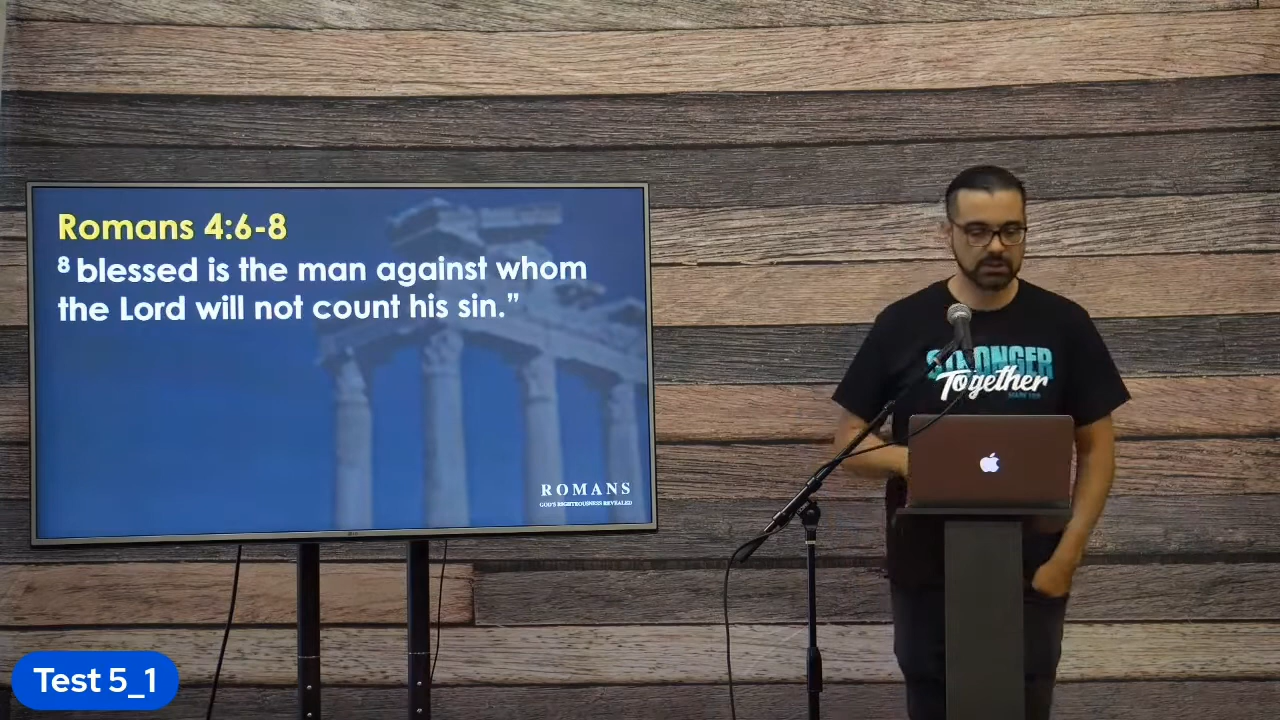 Romans 4:6-8
8 blessed is the man against whom
the Lord will not count his sin.”
ROMANS
GOD'S RIGHTEOUSNESS REVEALED
STRONGER
Together
Test 5_1